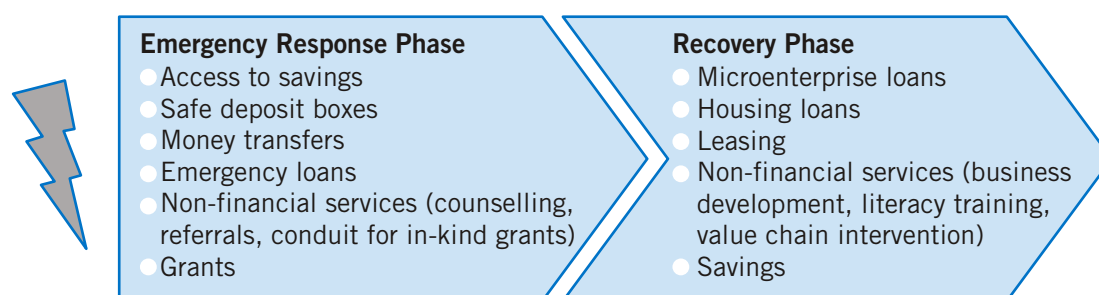 Emergency Response Phase
Access to savings
Safe deposit boxes
Money transfers
Emergency loans
Non-financial services (counselling,
referrals, conduit for in-kind grants)
Grants
Recovery Phase
Microenterprise loans
Housing loans
Leasing
Non-financial services (business
development, literacy training,
value chain intervention)
Savings